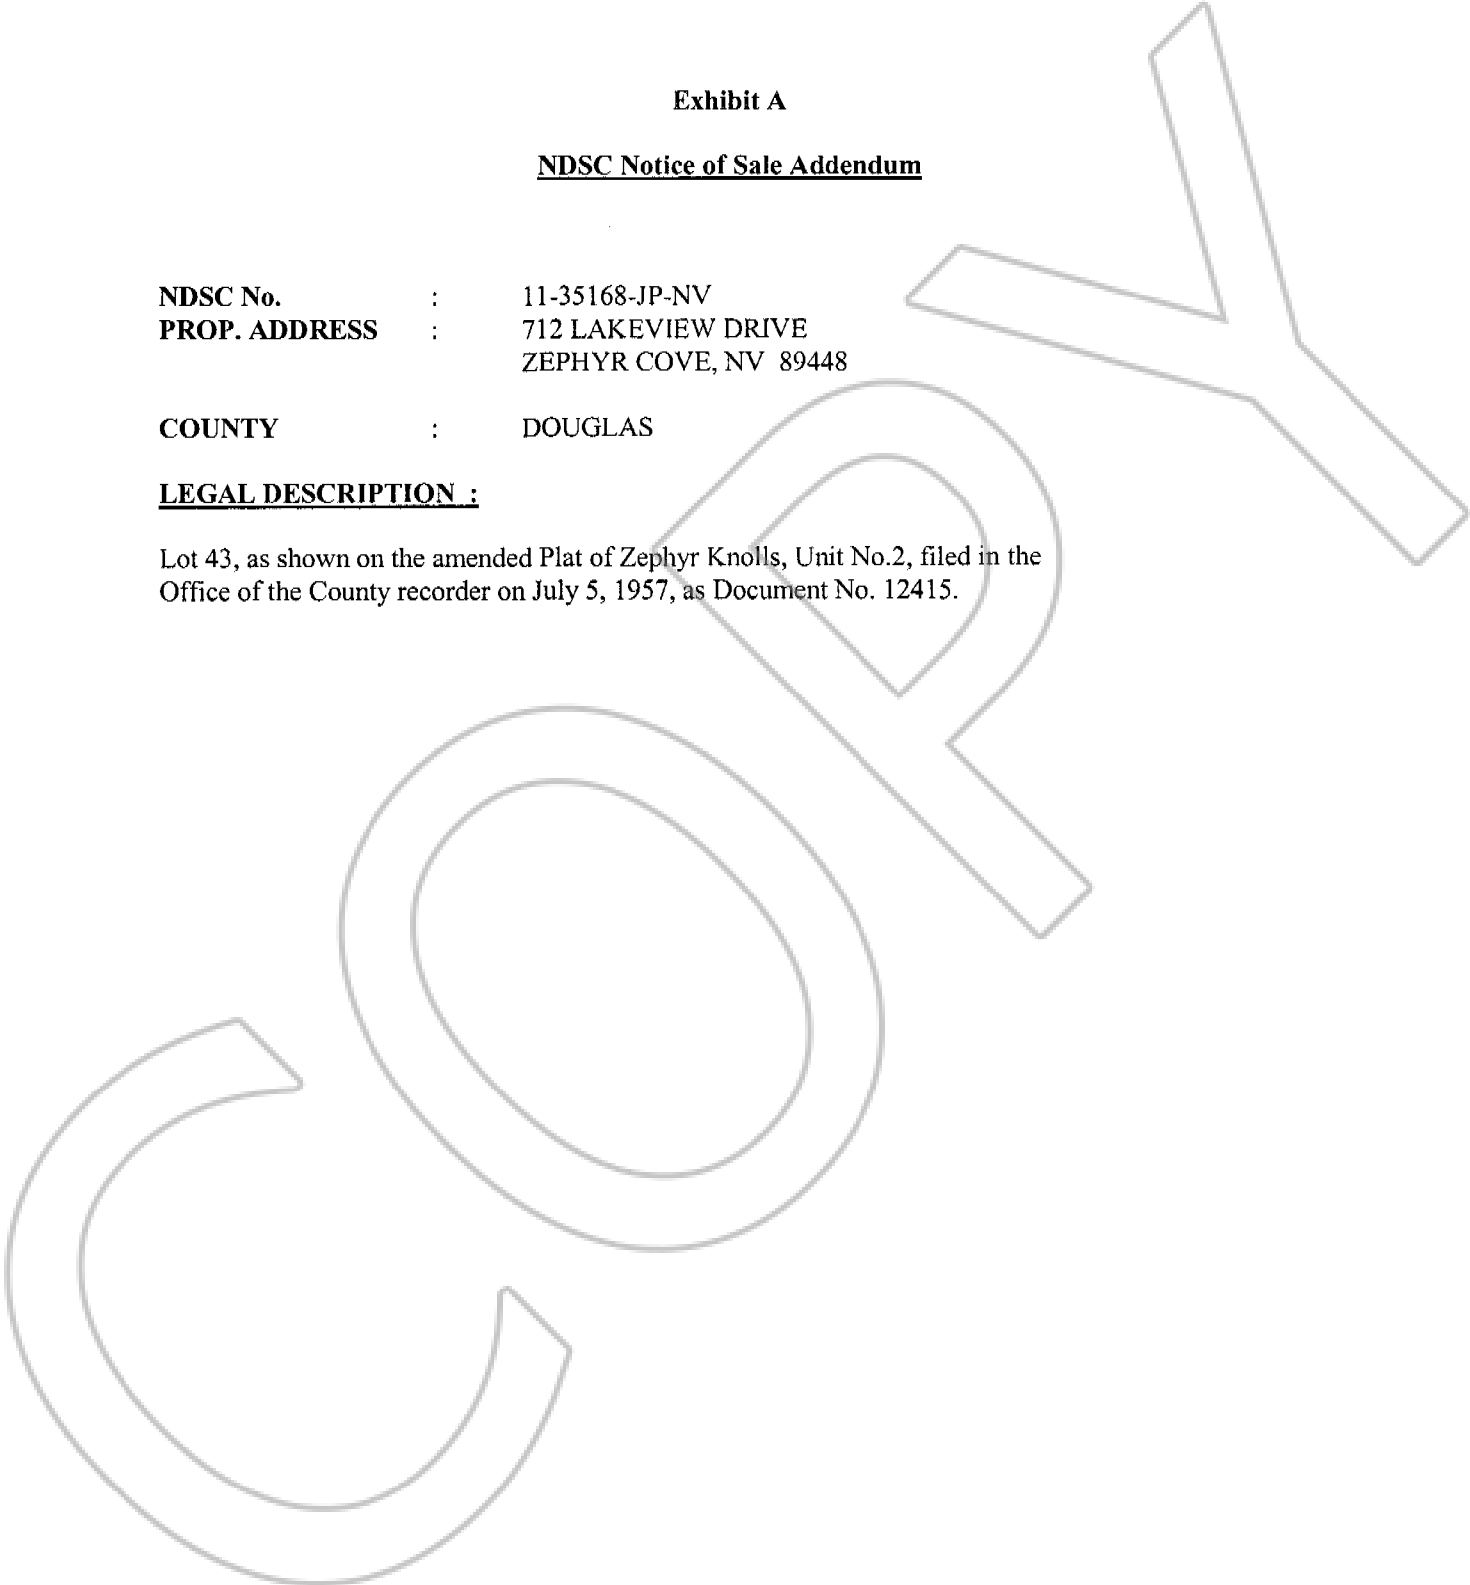 Exhibit A
NDSC Notice of Sale Addendum
NDSC No. : 11-35168-JP-NV
PROP. ADDRESS : 712 LAKEVIEW DRIVE
ZEPHYR COVE, NV 89448
COUNTY : DOUGLAS
LEGAL DESCRIPTION :
Lot 43, as shown on the amended Plat of Zephyr Knolls, Unit No.2, filed in the
Office of the County recorder on July 5, 1957, as Document No. 12415.
COPY